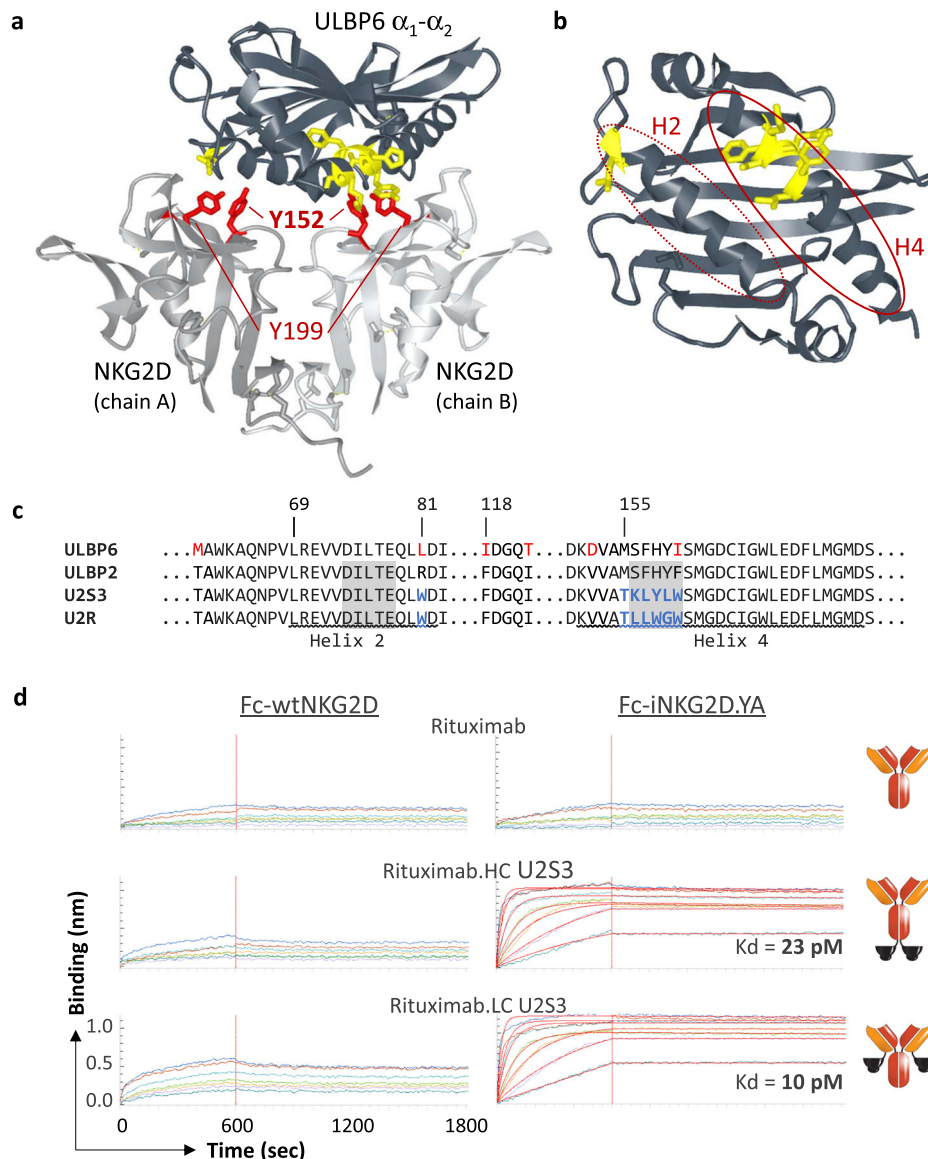 a
ULBP6 α1-α2
Y152
Y199
NKG2D
(chain A)
NKG2D
(chain B)
b
H2
H4
c
69 81 118 155
ULBP6 ...MAWKAQNPVLREVVDILTEQLLDI...IDGQT...DKDVAMSFHYISMGDCIGWLEDFLMGMDS...
ULBP2 ...TAWKAQNPVLREVVDILTEQLRDI...FDGQI...DKVVAMSFHYFSMGDCIGWLEDFLMGMDS...
U2S3 ...TAWKAQNPVLREVVDILTEQLWDI...FDGQI...DKVVATKLYLWSMGDCIGWLEDFLMGMDS...
U2R ...TAWKAQNPVLREVVDILTEQLWDI...FDGQI...DKVVATLLWGWSMGDCIGWLEDFLMGMDS...
Helix 2 Helix 4
d
Fc-wtNKG2D Fc-iNKG2D.YA
Rituximab
Rituximab.HC U2S3
Kd = 23 pM
Rituximab.LC U2S3
Kd = 10 pM
Binding (nm)
1.0
0.5
0.0
0 600 1200 1800
Time (sec)